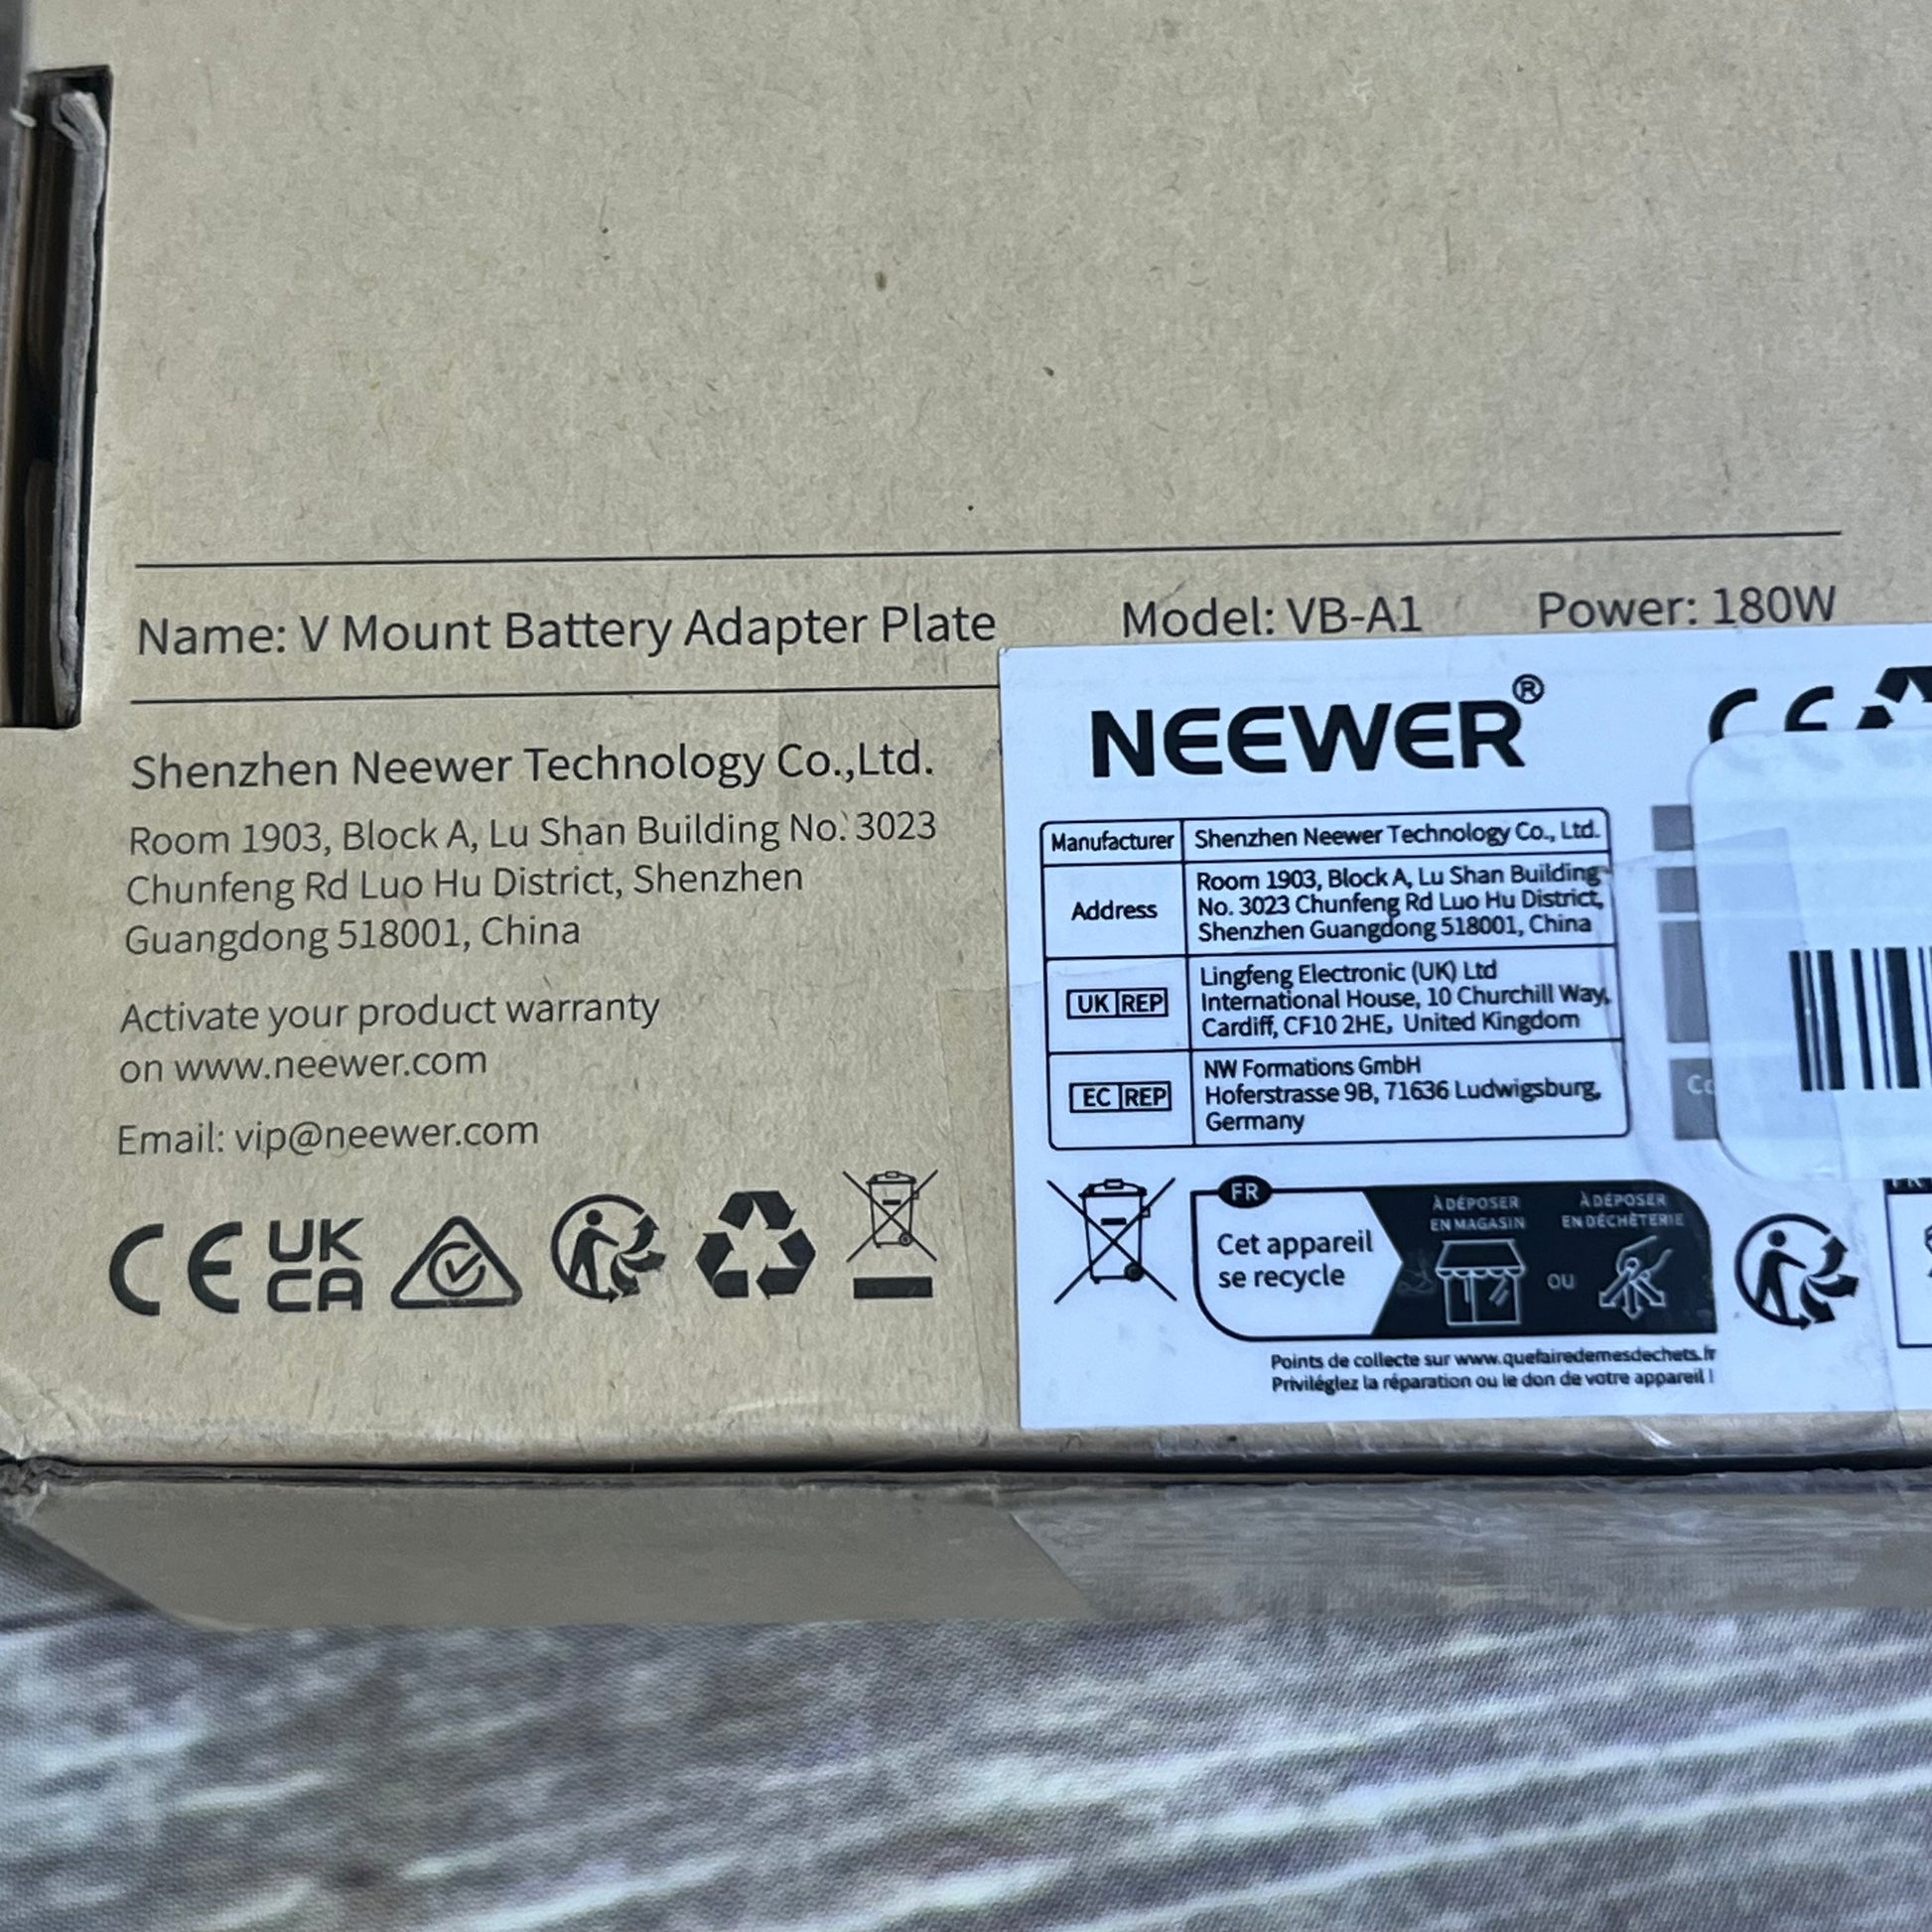 Name: V Mount Battery Adapter Plate Model: VB-A1 Power: 180W
Shenzhen Neewer Technology Co.,Ltd.
Room 1903, Block A, Lu Shan Building No. 3023
Chunfeng Rd Luo Hu District, Shenzhen
Guangdong 518001, China
Activate your product warranty
on www.neewer.com
Email: vip@neewer.com
CE UK
CA
NEEWER® CE
Manufacturer Shenzhen Neewer Technology Co., Ltd.
Address
Room 1903, Block A, Lu Shan Building
No. 3023 Chunfeng Rd Luo Hu District,
Shenzhen Guangdong 518001, China
UK REP
Lingfeng Electronic (UK) Ltd
International House, 10 Churchill Way,
Cardiff, CF10 2HE, United Kingdom
EC REP
NW Formations GmbH
Hoferstrasse 9B, 71636 Ludwigsburg,
Germany
FR
Cet appareil
se recycle
À DÉPOSER
EN MAGASIN
OU
À DÉPOSER
EN DÉCHÈTERIE
Points de collecte sur www.quefairedemesdechets.fr
Privilégiez la réparation ou le don de votre appareil !